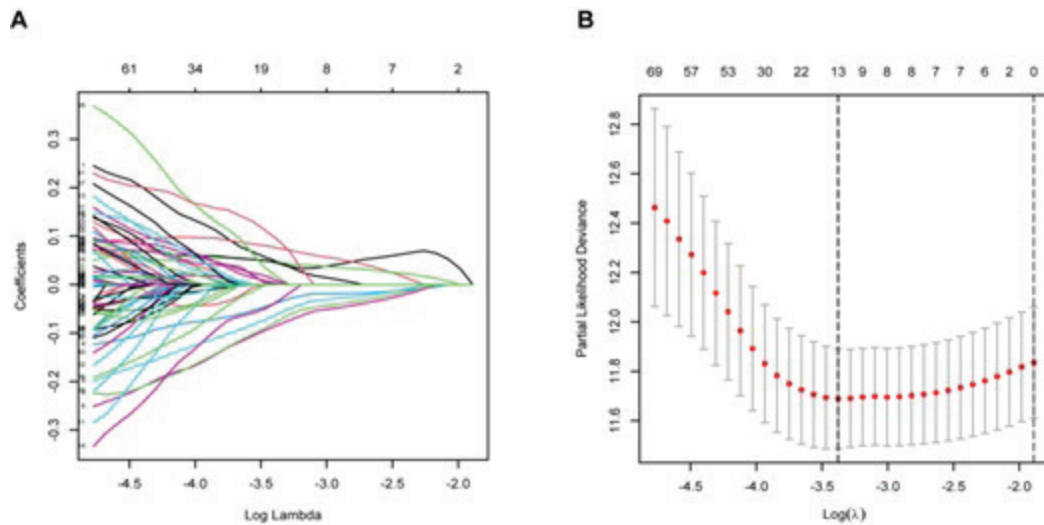 A
61 34 19 8 7 2
Coefficients
0.3
0.2
0.1
0.0
-0.1
-0.2
-0.3
-4.5 -4.0 -3.5 -3.0 -2.5 -2.0
Log Lambda
B
69 57 53 30 22 13 9 8 8 7 7 6 2 0
Partial Likelihood Deviance
12.8
12.6
12.4
12.2
12.0
11.8
11.6
-4.5 -4.0 -3.5 -3.0 -2.5 -2.0
Log(λ)